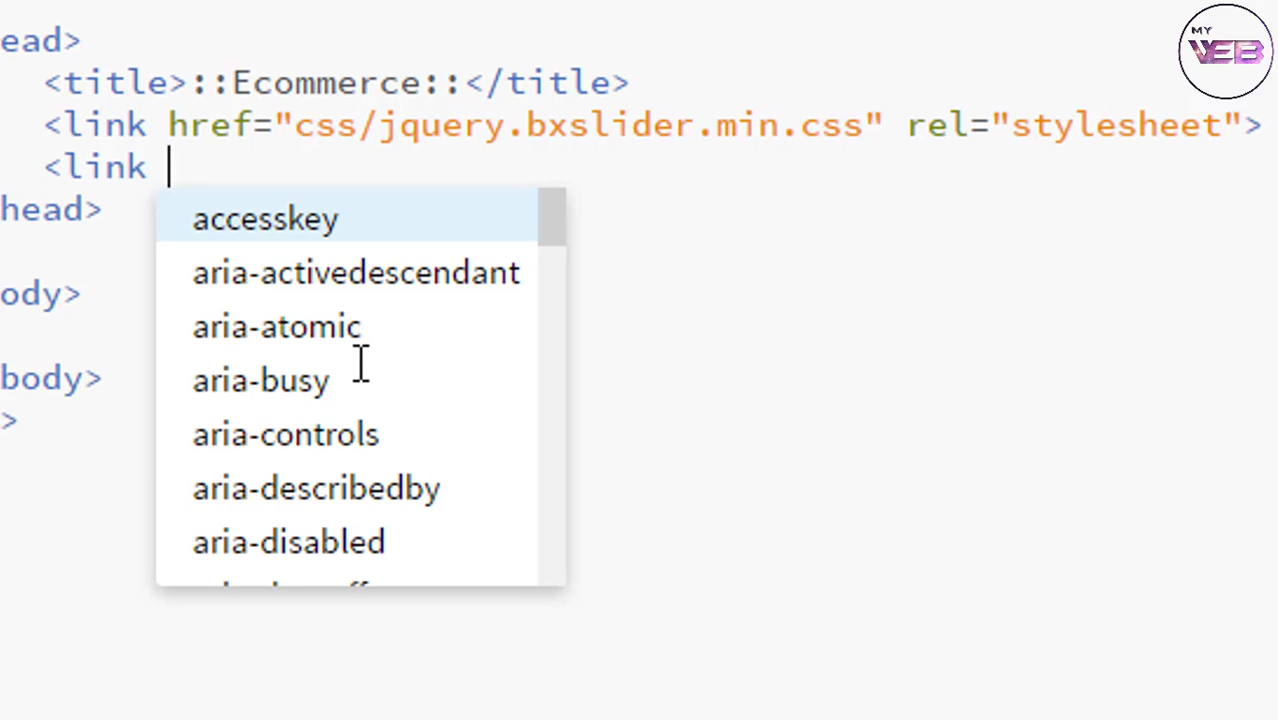 MY
WEB
ead>
<title>::Ecommerce::</title>
<link href="css/jquery.bxslider.min.css" rel="stylesheet">
<link
head>
accesskey
aria-activedescendant
ody>
aria-atomic
body>
aria-busy
>
aria-controls
aria-describedby
aria-disabled